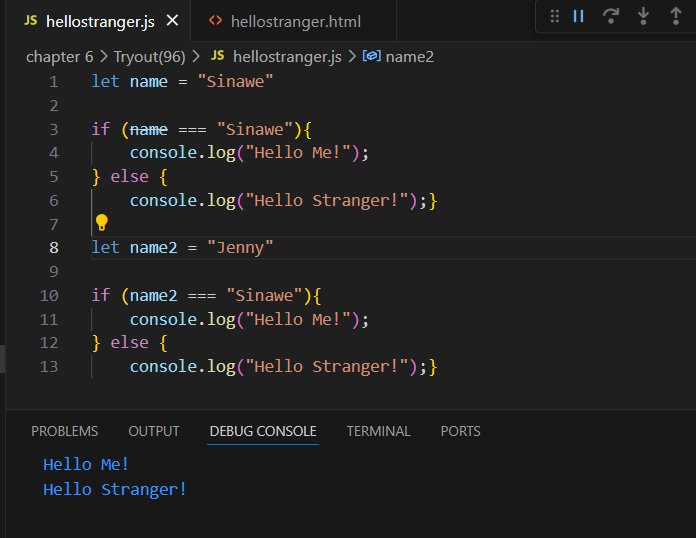 JS hellostranger.js × <> hellostranger.html
chapter 6 > Tryout(96) > JS hellostranger.js > name2
1 let name = "Sinawe"
2
3 if (name === "Sinawe"){
4 console.log("Hello Me!");
5 } else {
6 console.log("Hello Stranger!");}
7
8 let name2 = "Jenny"
9
10 if (name2 === "Sinawe"){
11 console.log("Hello Me!");
12 } else {
13 console.log("Hello Stranger!");}
PROBLEMS OUTPUT DEBUG CONSOLE TERMINAL PORTS
Hello Me!
Hello Stranger!